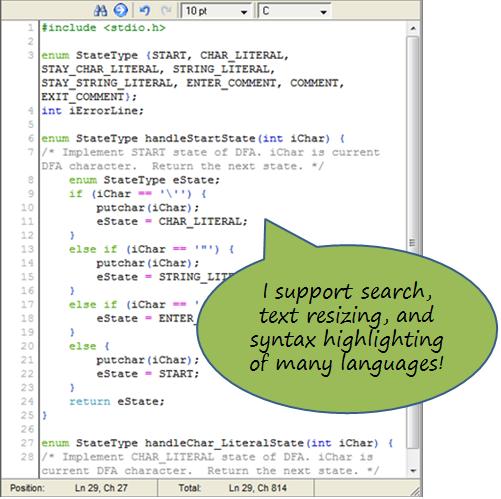 10 pt C
1 #include <stdio.h>
2
3 enum StateType {START, CHAR_LITERAL,
STAY_CHAR_LITERAL, STRING_LITERAL,
STAY_STRING_LITERAL, ENTER_COMMENT, COMMENT,
EXIT_COMMENT};
4 int iErrorLine;
5
6 enum StateType handleStartState(int iChar) {
7 /* Implement START state of DFA. iChar is current
DFA character.  Return the next state. */
8     enum StateType eState;
9     if (iChar == '\'') {
10         putchar(iChar);
11         eState = CHAR_LITERAL;
12     }
13     else if (iChar == '"') {
14         putchar(iChar);
15         eState = STRING_LITE
16     }
17     else if (iChar == '
18         eState = ENTER_
19     }
20     else {
21         putchar(iChar);
22         eState = START;
23     }
24     return eState;
25 }
26
27 enum StateType handleChar_LiteralState(int iChar) {
28 /* Implement CHAR_LITERAL state of DFA. iChar is
current DFA character.  Return the next state. */
I support search,
text resizing, and
syntax highlighting
of many languages!
Position: Ln 29, Ch 27 Total: Ln 29, Ch 814